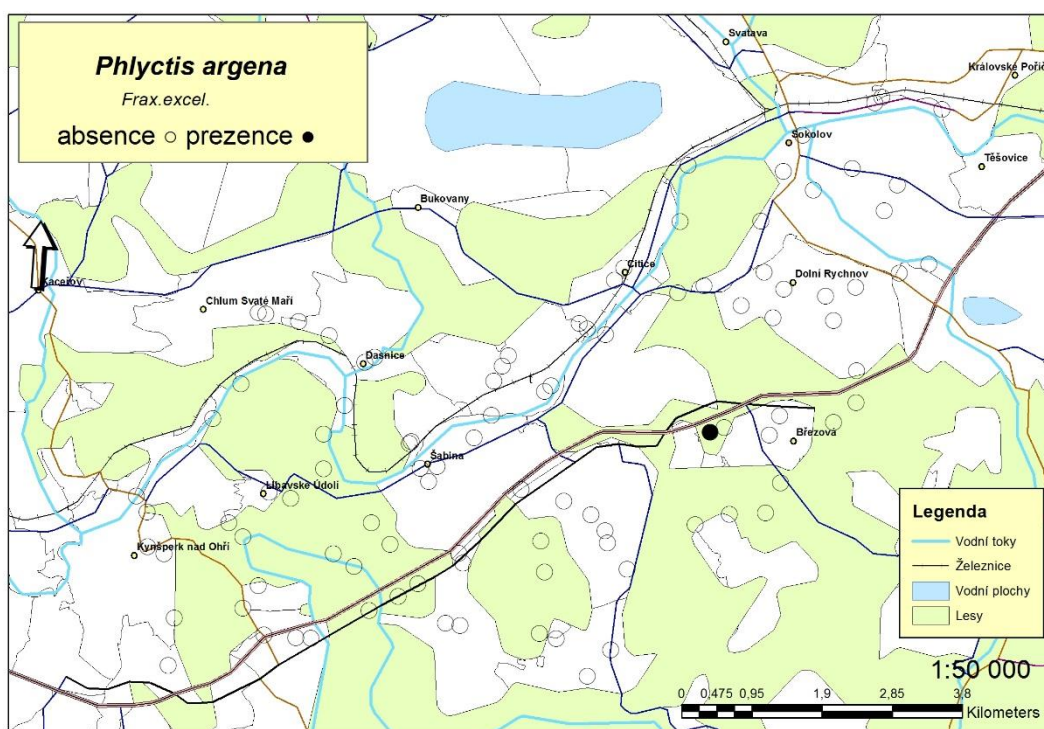 Phlyctis argena
Frax.excel.
absence ○ prezence ●
Svatava
Královské Poříč
Sokolov
Těšovice
Bukovany
Citice
Dolní Rychnov
Kaceřov
Chlum Svaté Maří
Dasnice
Březová
Šabina
Libavské Údolí
Kynšperk nad Ohří
Legenda
Vodní toky
Železnice
Vodní plochy
Lesy
1:50 000
0 0,475 0,95 1,9 2,85 3,8
Kilometers